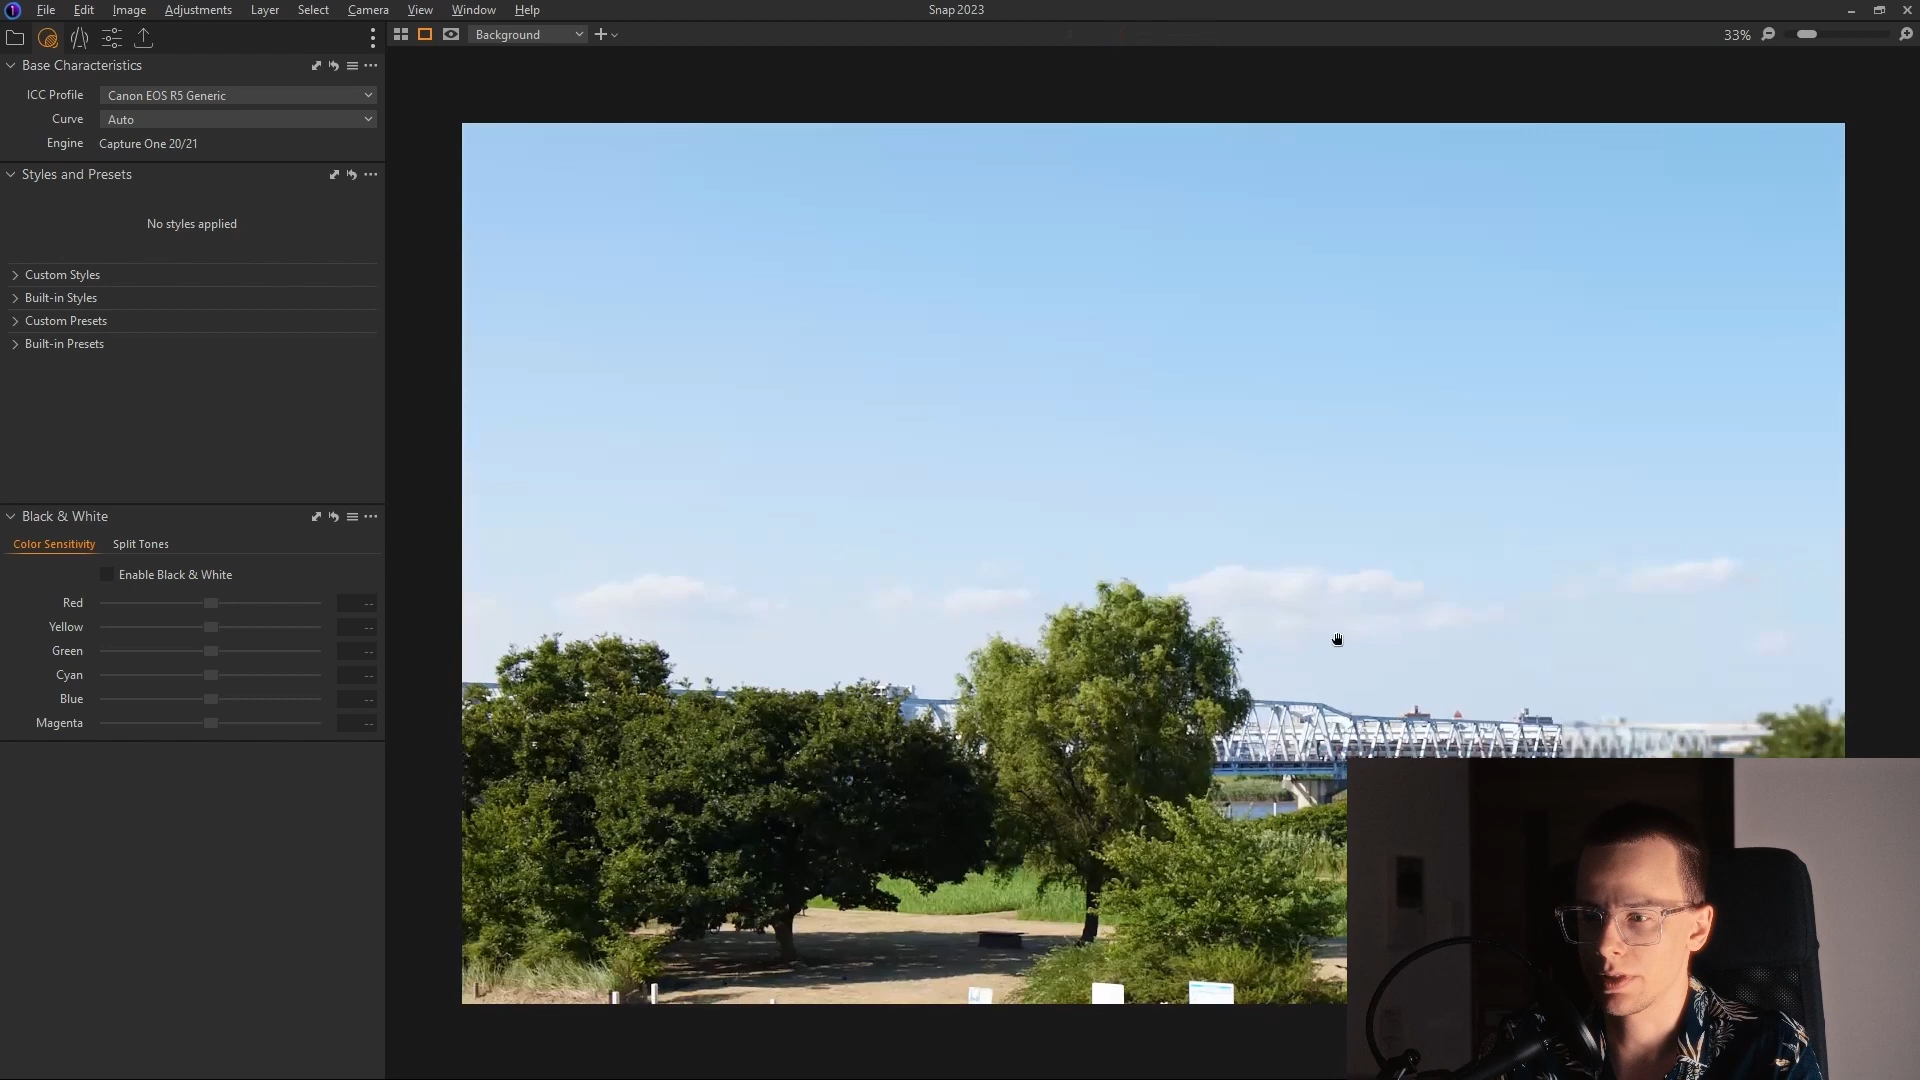 File Edit Image Adjustments Layer Select Camera View Window Help
Snap 2023
Background
33%
Base Characteristics
ICC Profile Canon EOS R5 Generic
Curve Auto
Engine Capture One 20/21
Styles and Presets
No styles applied
Custom Styles
Built-in Styles
Custom Presets
Built-in Presets
Black & White
Color Sensitivity Split Tones
Enable Black & White
Red --
Yellow --
Green --
Cyan --
Blue --
Magenta --